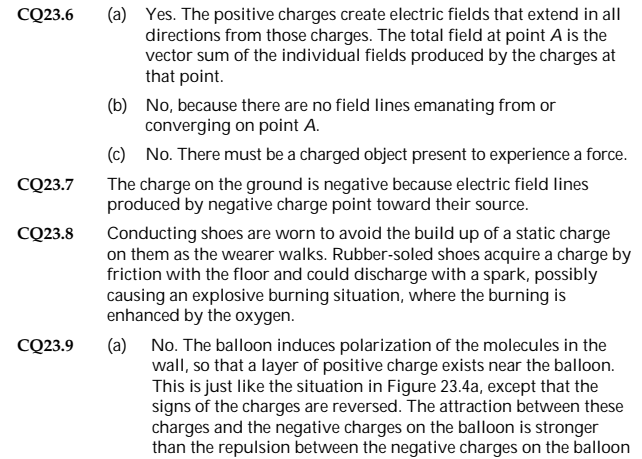 CQ23.6 (a) Yes. The positive charges create electric fields that extend in all
directions from those charges. The total field at point A is the
vector sum of the individual fields produced by the charges at
that point.
(b) No, because there are no field lines emanating from or
converging on point A.
(c) No. There must be a charged object present to experience a force.
CQ23.7 The charge on the ground is negative because electric field lines
produced by negative charge point toward their source.
CQ23.8 Conducting shoes are worn to avoid the build up of a static charge
on them as the wearer walks. Rubber-soled shoes acquire a charge by
friction with the floor and could discharge with a spark, possibly
causing an explosive burning situation, where the burning is
enhanced by the oxygen.
CQ23.9 (a) No. The balloon induces polarization of the molecules in the
wall, so that a layer of positive charge exists near the balloon.
This is just like the situation in Figure 23.4a, except that the
signs of the charges are reversed. The attraction between these
charges and the negative charges on the balloon is stronger
than the repulsion between the negative charges on the balloon